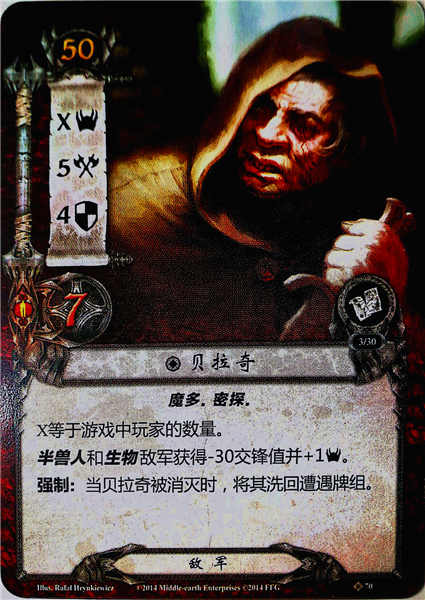 50
X
5
4
7
3/30
贝拉奇
魔多。密探。
X等于游戏中玩家的数量。
半兽人和生物敌军获得-30交锋值并+1。
强制：当贝拉奇被消灭时，将其洗回遭遇牌组。
敌军
Illus. Rafał Hrynkiewicz ©2014 Middle-earth Enterprises ©2014 FFG 70